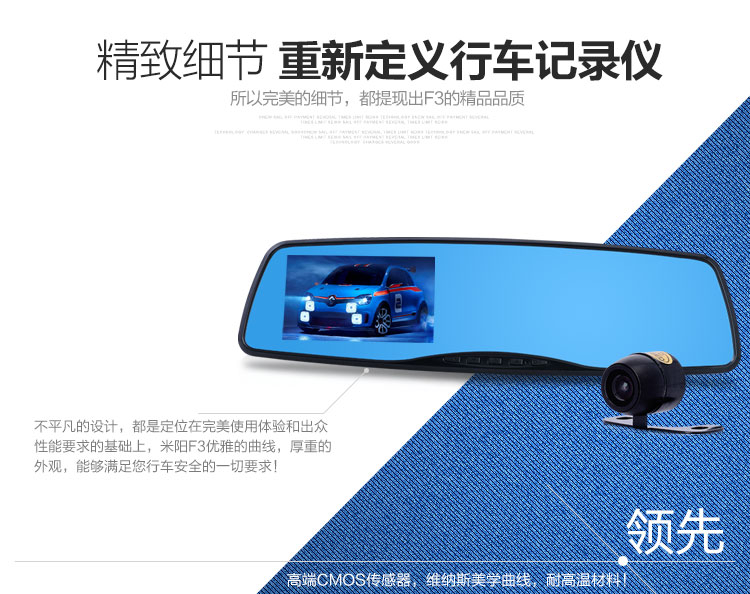 精致细节 重新定义行车记录仪
所以完美的细节，都提现出F3的精品品质
不平凡的设计，都是定位在完美使用体验和出众
性能要求的基础上，米阳F3优雅的曲线，厚重的
外观，能够满足您行车安全的一切要求！
领先
高端CMOS传感器，维纳斯美学曲线，耐高温材料！